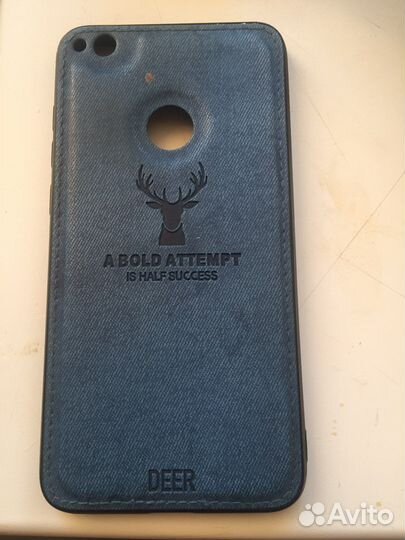 A BOLD ATTEMPT
IS HALF SUCCESS
DEER
Avito